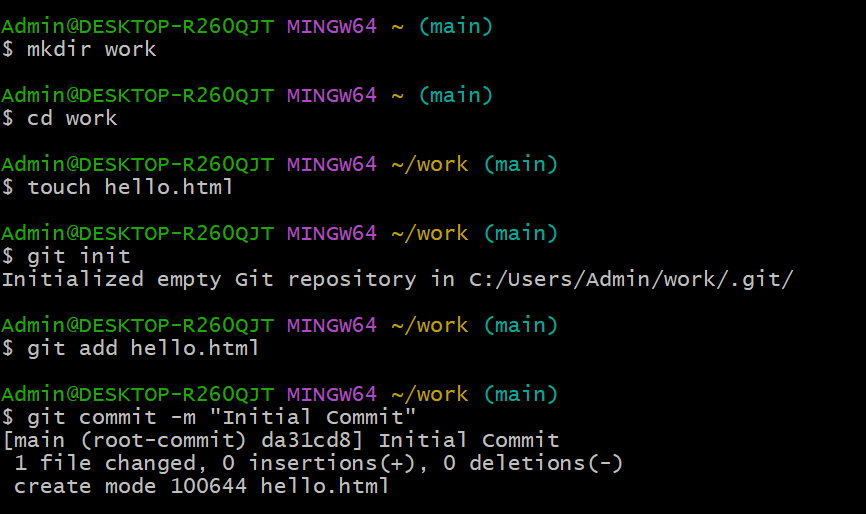 Admin@DESKTOP-R260QJT MINGW64 ~ (main)
$ mkdir work
Admin@DESKTOP-R260QJT MINGW64 ~ (main)
$ cd work
Admin@DESKTOP-R260QJT MINGW64 ~/work (main)
$ touch hello.html
Admin@DESKTOP-R260QJT MINGW64 ~/work (main)
$ git init
Initialized empty Git repository in C:/Users/Admin/work/.git/
Admin@DESKTOP-R260QJT MINGW64 ~/work (main)
$ git add hello.html
Admin@DESKTOP-R260QJT MINGW64 ~/work (main)
$ git commit -m "Initial Commit"
[main (root-commit) da31cd8] Initial Commit
 1 file changed, 0 insertions(+), 0 deletions(-)
 create mode 100644 hello.html